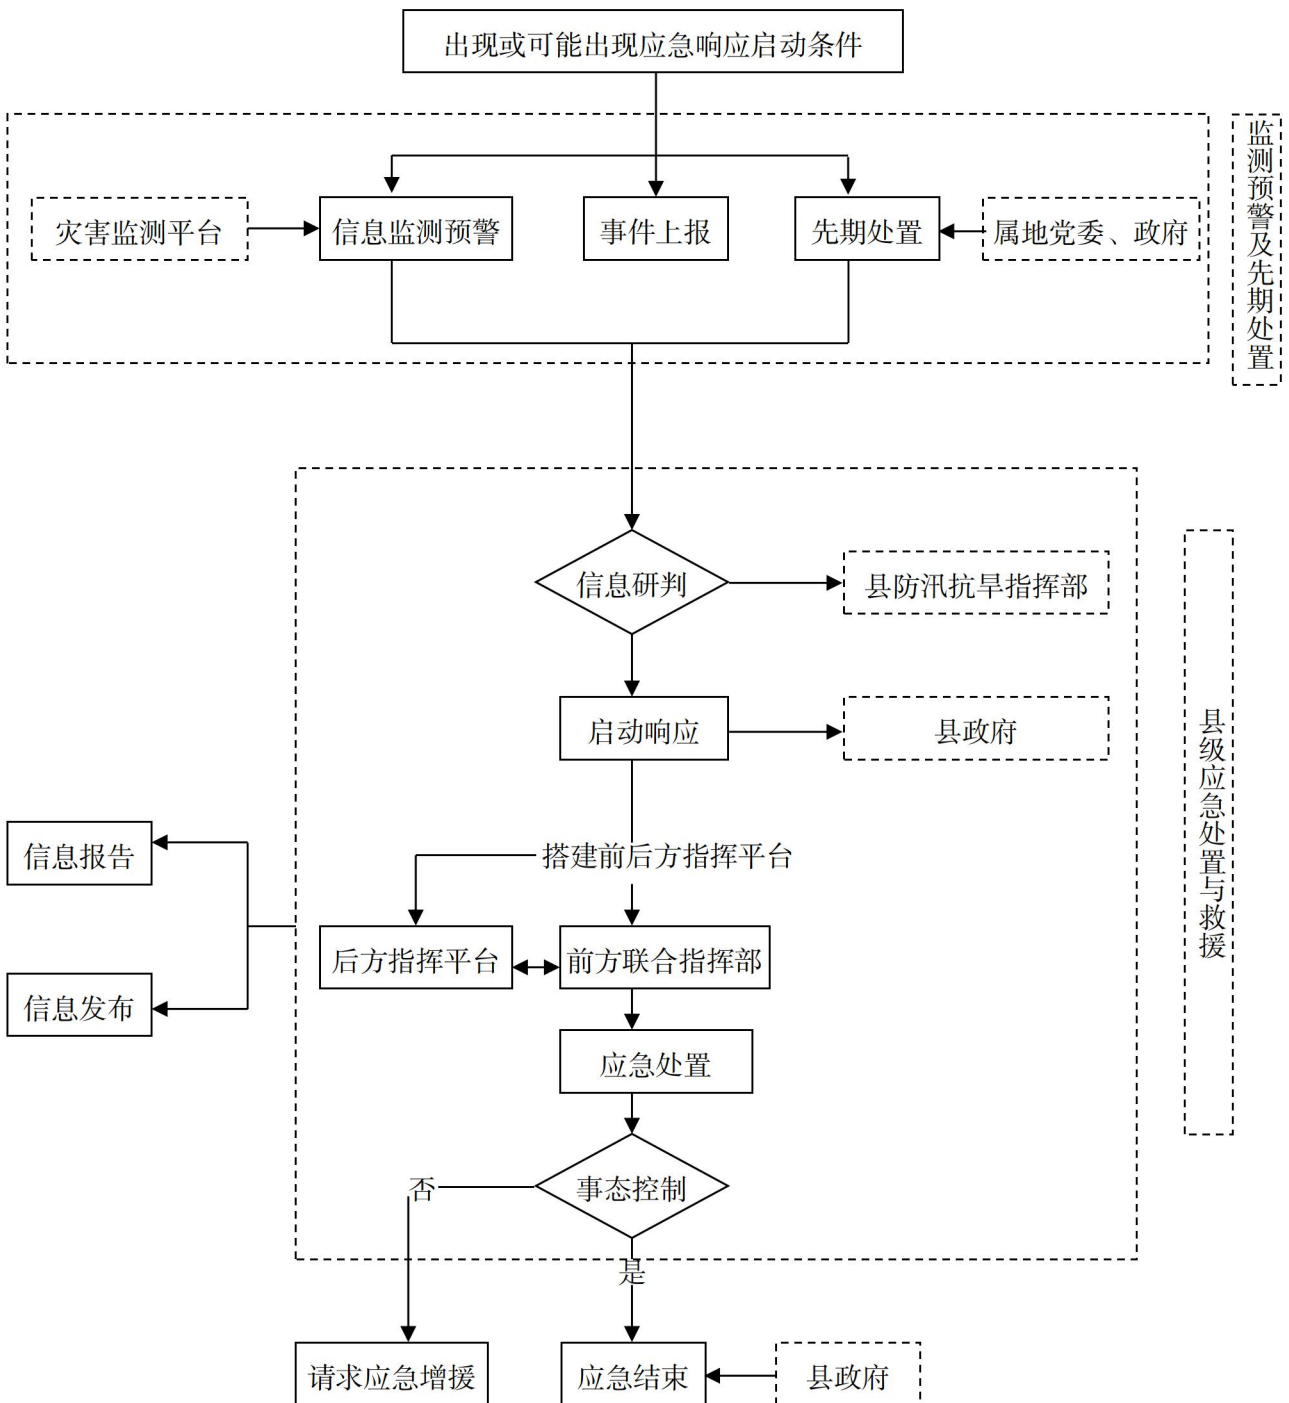 出现或可能出现应急响应启动条件
监测预警及先期处置
灾害监测平台
信息监测预警
事件上报
先期处置
属地党委、政府
信息研判
县防汛抗旱指挥部
启动响应
县政府
县级应急处置与救援
搭建前后方指挥平台
信息报告
后方指挥平台
前方联合指挥部
信息发布
应急处置
事态控制
否
是
请求应急增援
应急结束
县政府